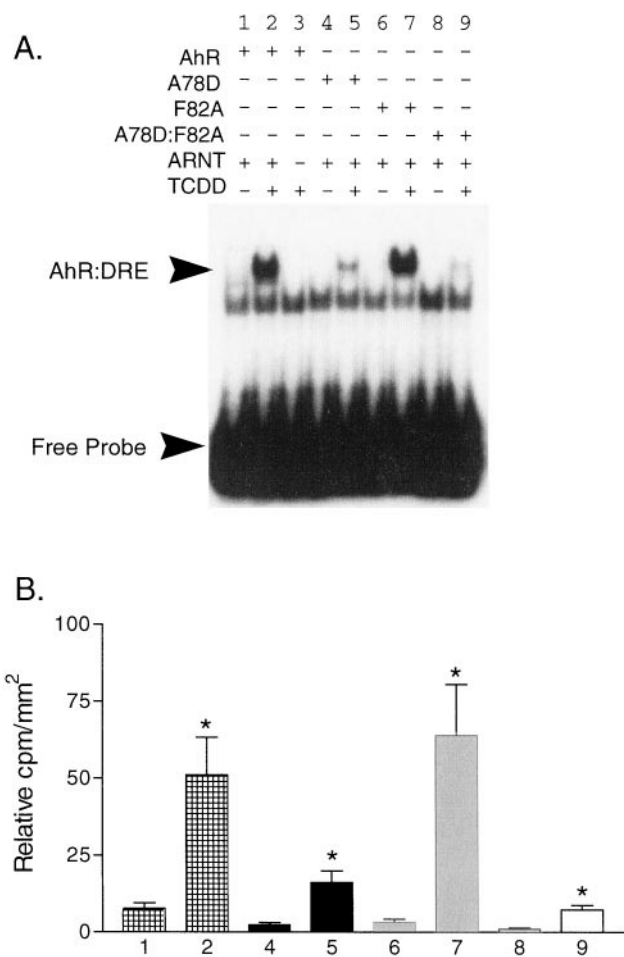 A.
1 2 3 4 5 6 7 8 9
AhR + + + – – – – – –
A78D – – – + + – – – –
F82A – – – – – + + – –
A78D:F82A – – – – – – – + +
ARNT + + – + + + + + +
TCDD – + + – + – + – +
AhR:DRE
Free Probe
B.
Relative cpm/mm²
100
75
50
25
0
* * * *
1 2 4 5 6 7 8 9